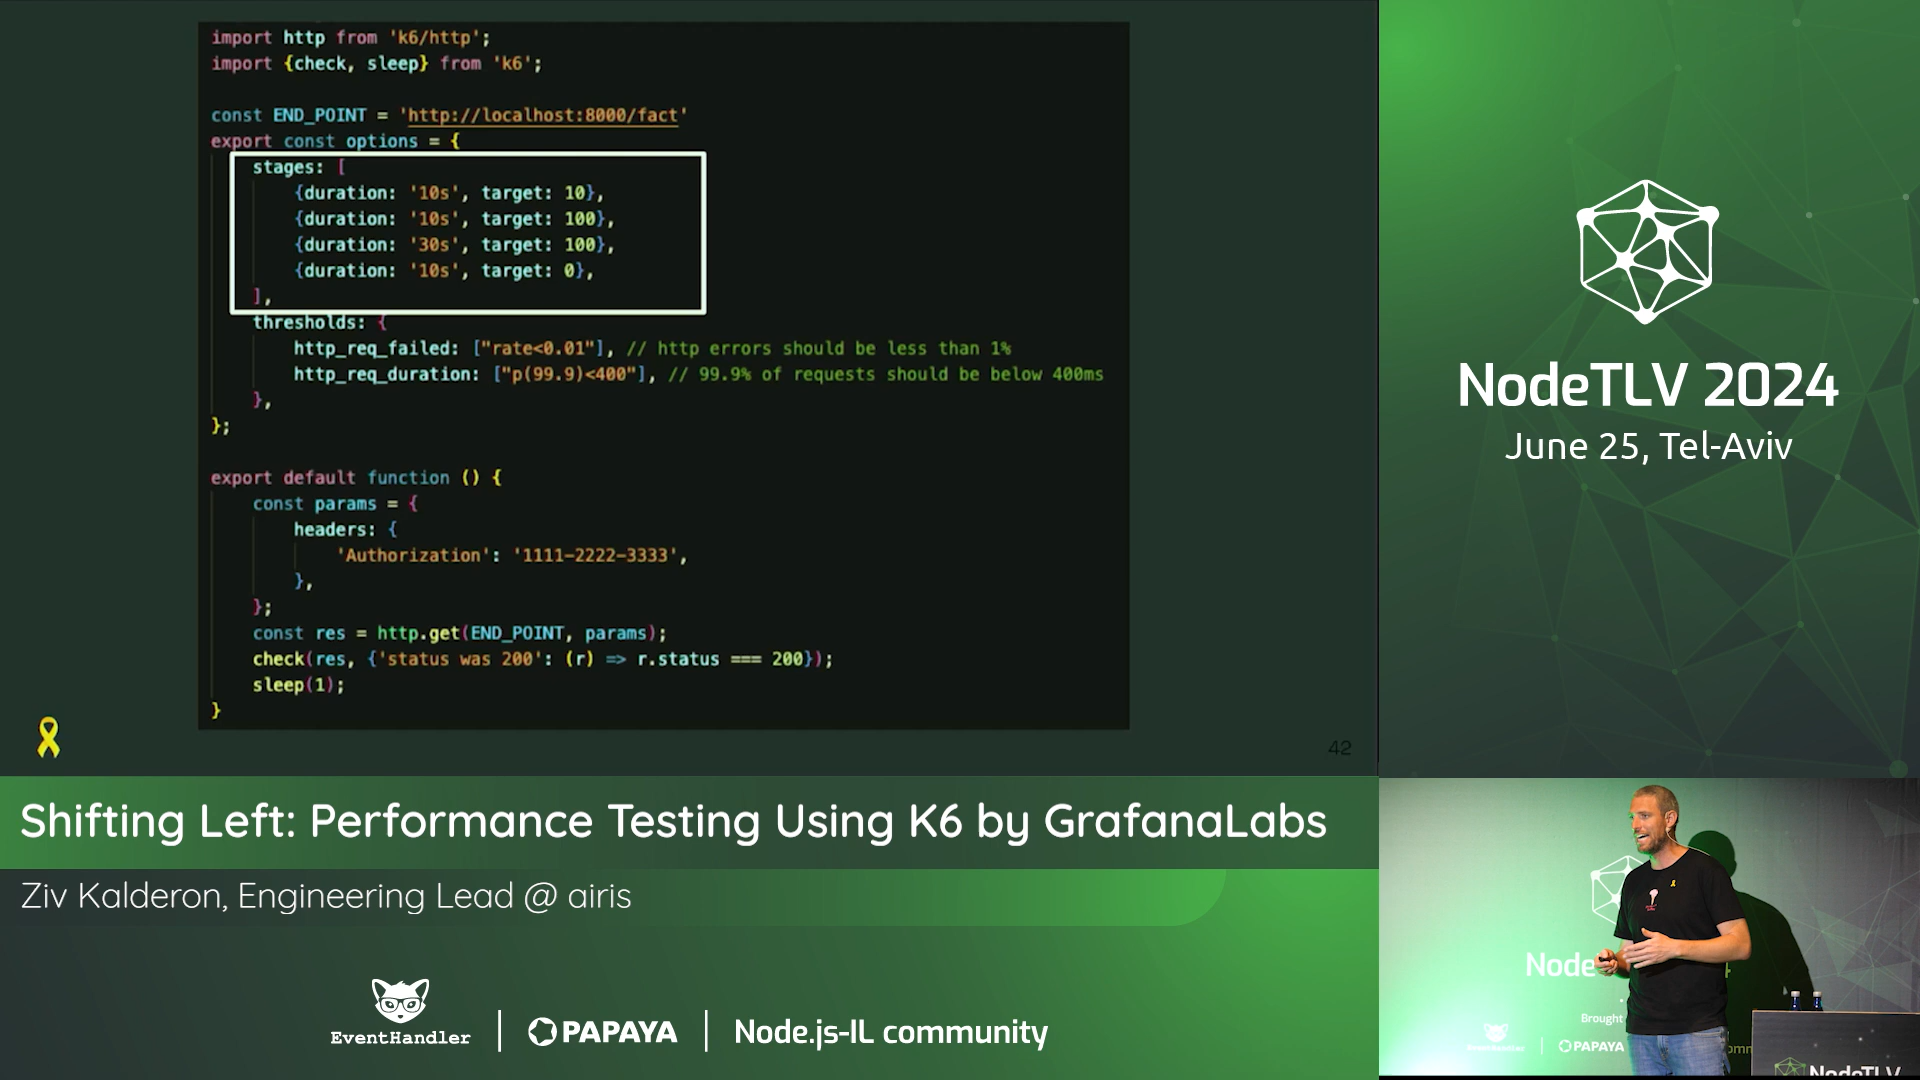 import http from 'k6/http';
import {check, sleep} from 'k6';
const END_POINT = 'http://localhost:8000/fact'
export const options = {
stages: [
{duration: '10s', target: 10},
{duration: '10s', target: 100},
{duration: '30s', target: 100},
{duration: '10s', target: 0},
],
thresholds: {
http_req_failed: ["rate<0.01"], // http errors should be less than 1%
http_req_duration: ["p(99.9)<400"], // 99.9% of requests should be below 400ms
},
};
export default function () {
const params = {
headers: {
'Authorization': '1111-2222-3333',
},
};
const res = http.get(END_POINT, params);
check(res, {'status was 200': (r) => r.status === 200});
sleep(1);
}
42
Shifting Left: Performance Testing Using K6 by GrafanaLabs
Ziv Kalderon, Engineering Lead @ airis
EventHandler
PAPAYA
Node.js-IL community
NodeTLV 2024
June 25, Tel-Aviv
Node
Brought
EventHandler
PAPAYA
NodeTLV